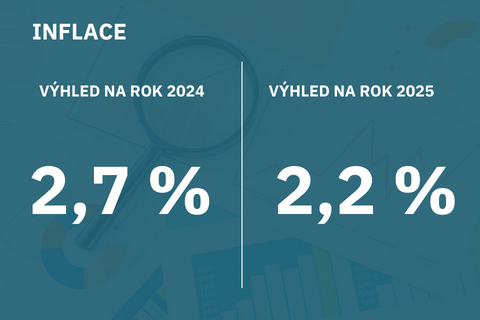 INFLACE
VÝHLED NA ROK 2024
2,7 %
VÝHLED NA ROK 2025
2,2 %